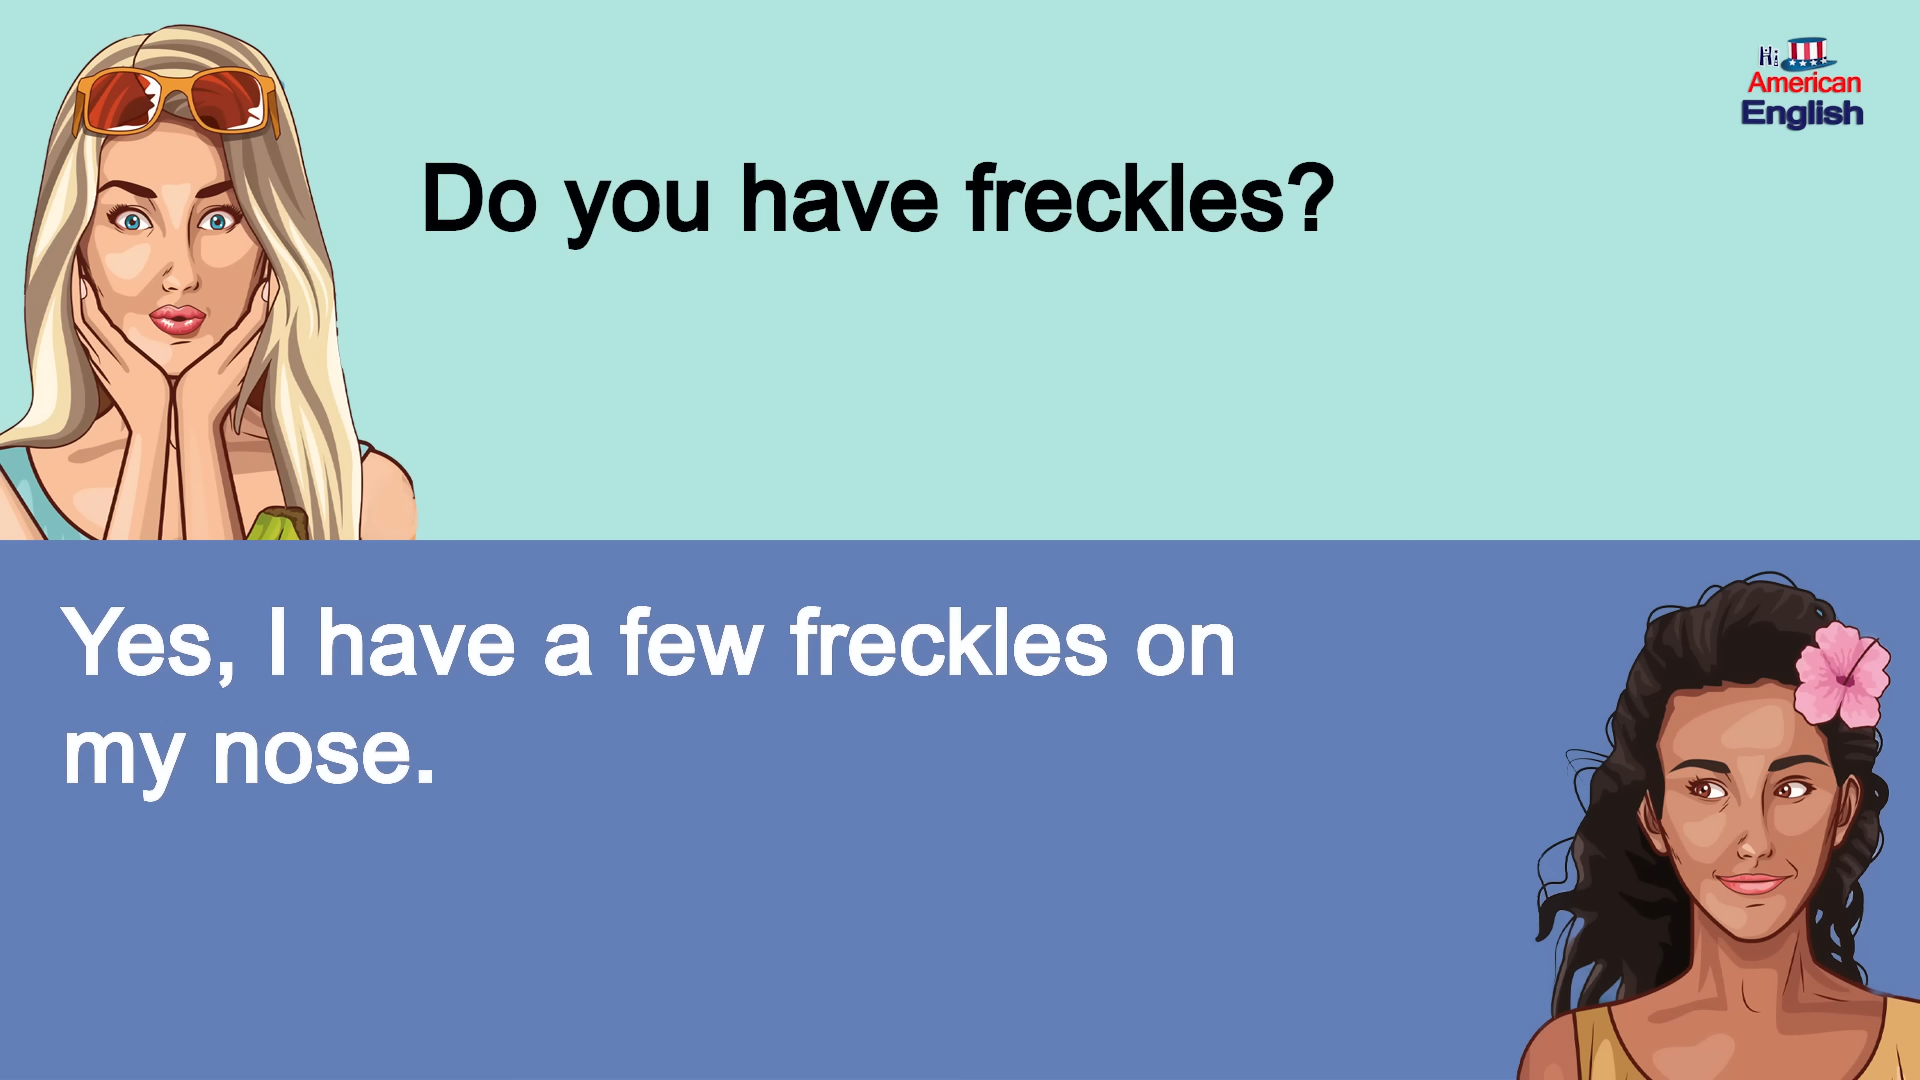 Hi
American
English
Do you have freckles?
Yes, I have a few freckles on
my nose.